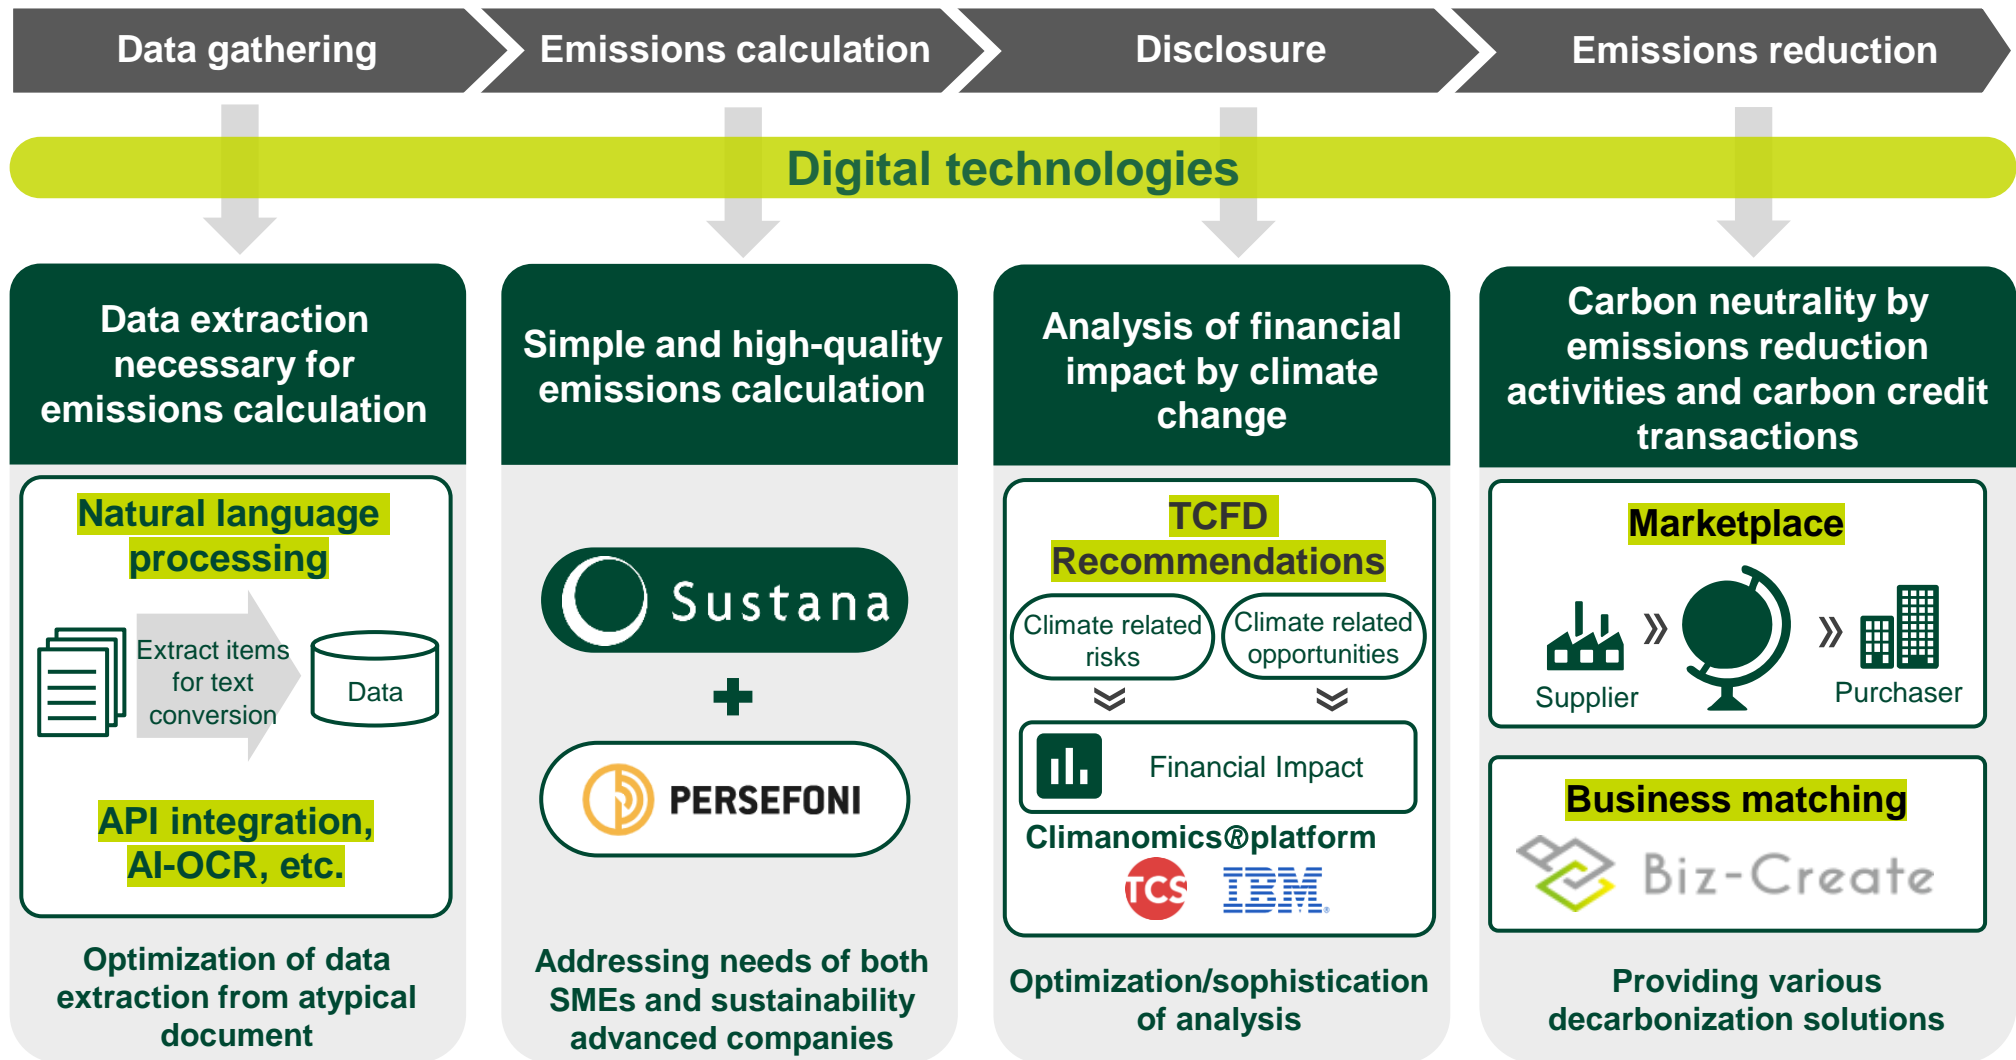 Data gathering
Emissions calculation
Disclosure
Emissions reduction
Digital technologies
Data extraction
necessary for
emissions calculation
Natural language
processing
Extract items
for text
conversion
Data
API integration,
AI-OCR, etc.
Optimization of data
extraction from atypical
document
Simple and high-quality
emissions calculation
Sustana
+
PERSEFONI
Addressing needs of both
SMEs and sustainability
advanced companies
Analysis of financial
impact by climate
change
TCFD
Recommendations
Climate related
risks
Climate related
opportunities
Financial Impact
Climanomics®platform
TCS
IBM®
Optimization/sophistication
of analysis
Carbon neutrality by
emissions reduction
activities and carbon credit
transactions
Marketplace
Supplier
Purchaser
Business matching
Biz-Create
Providing various
decarbonization solutions